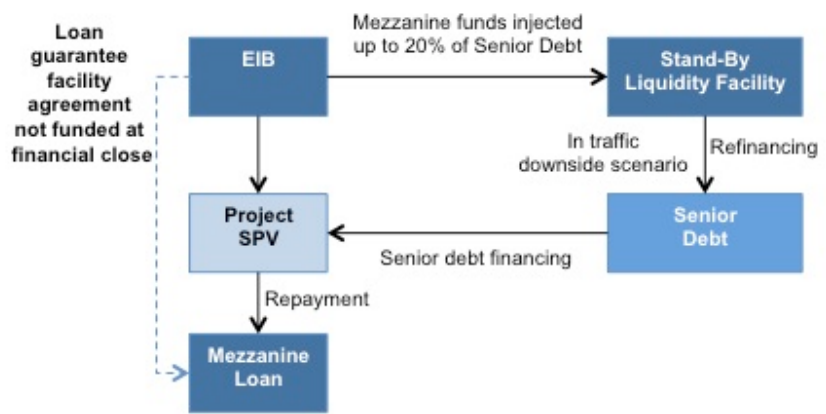 Loan
guarantee
facility
agreement
not funded at
financial close
EIB
Mezzanine funds injected
up to 20% of Senior Debt
Stand-By
Liquidity Facility
In traffic
downside scenario
Refinancing
Project
SPV
Senior debt financing
Senior
Debt
Repayment
Mezzanine
Loan